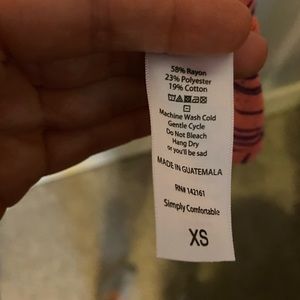 58% Rayon
23% Polyester
19% Cotton
Machine Wash Cold
Gentle Cycle
Do Not Bleach
Hang Dry
or you'll be sad
MADE IN GUATEMALA
RN# 142161
Simply Comfortable
XS